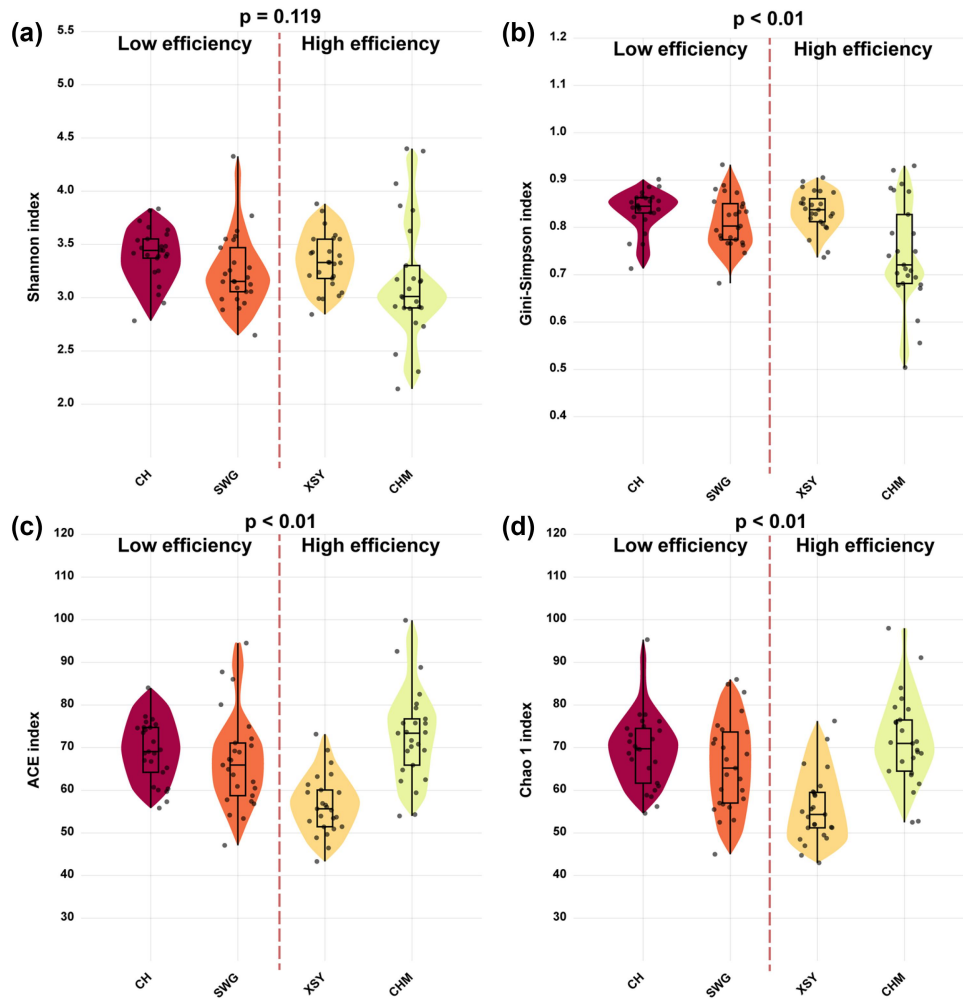 (a)
p = 0.119
Low efficiency
High efficiency
Shannon index
5.5
5.0
4.5
4.0
3.5
3.0
2.5
2.0
CH
SWG
XSY
CHM
(b)
p < 0.01
Low efficiency
High efficiency
Gini-Simpson index
1.2
1.1
1.0
0.9
0.8
0.7
0.6
0.5
0.4
CH
SWG
XSY
CHM
(c)
p < 0.01
Low efficiency
High efficiency
ACE index
120
110
100
90
80
70
60
50
40
30
CH
SWG
XSY
CHM
(d)
p < 0.01
Low efficiency
High efficiency
Chao 1 index
120
110
100
90
80
70
60
50
40
30
CH
SWG
XSY
CHM